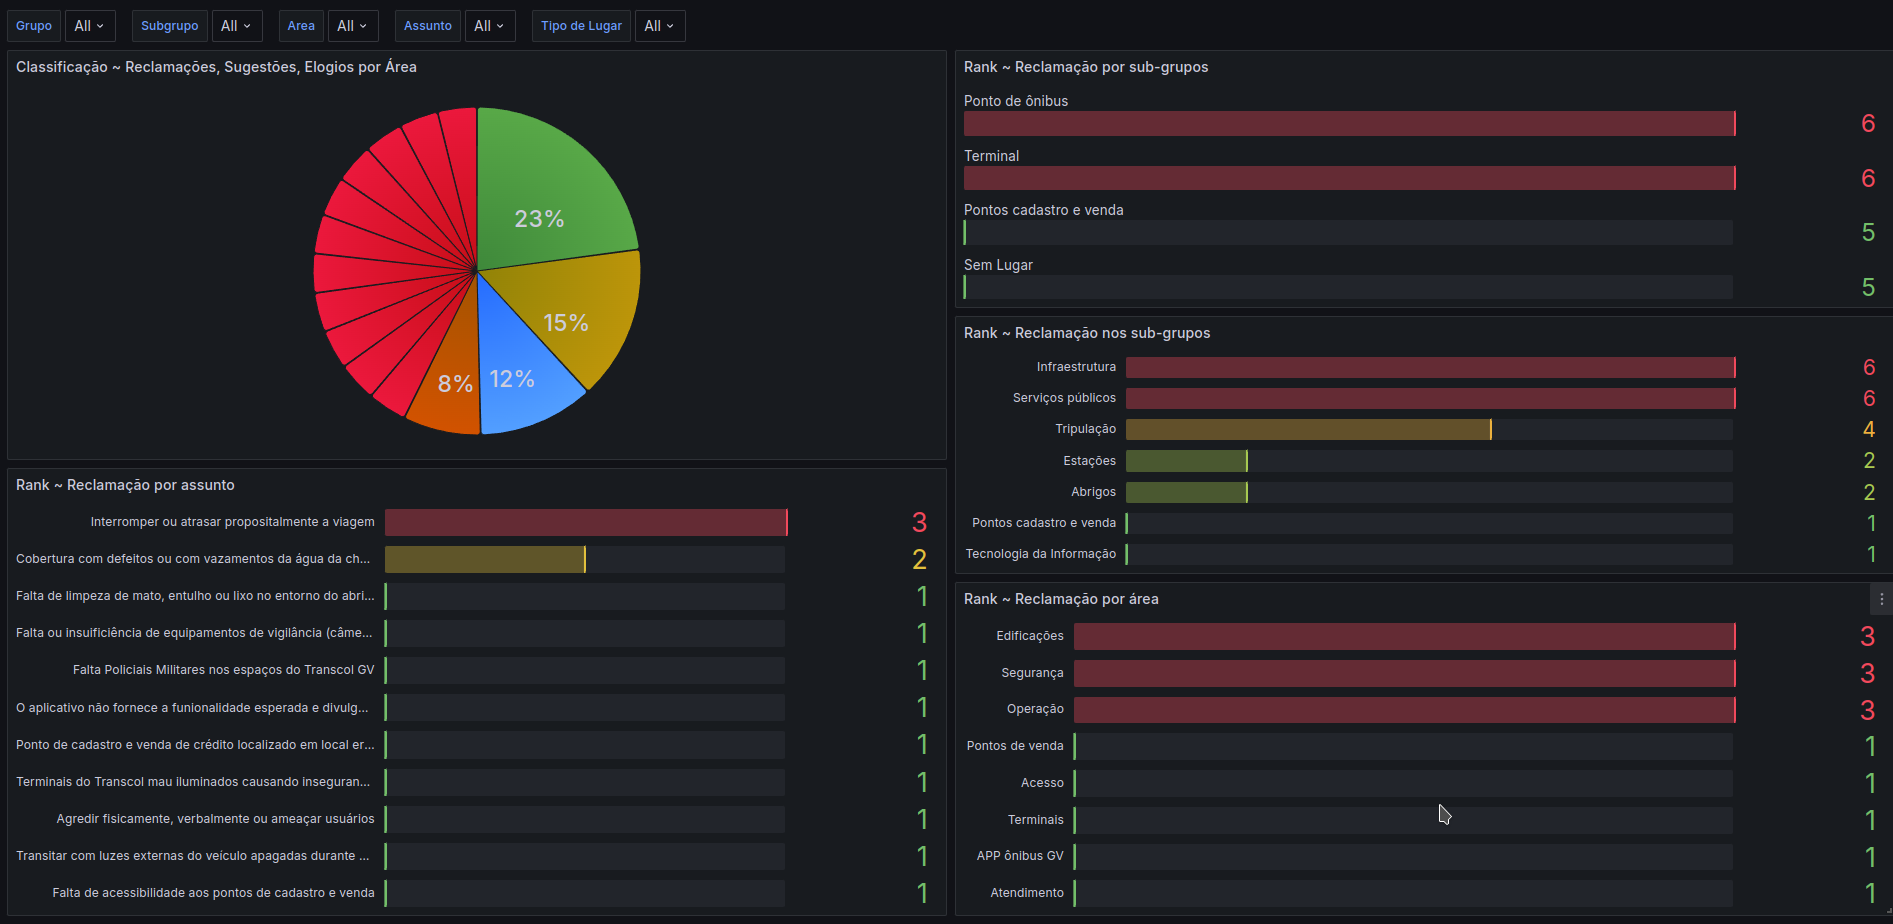 Grupo All Subgrupo All Area All Assunto All Tipo de Lugar All
Classificação ~ Reclamações, Sugestões, Elogios por Área
23%
15%
12%
8%
Rank ~ Reclamação por assunto
Interromper ou atrasar propositalmente a viagem 3
Cobertura com defeitos ou com vazamentos da água da ch... 2
Falta de limpeza de mato, entulho ou lixo no entorno do abri... 1
Falta ou insuificiência de equipamentos de vigilância (câme... 1
Falta Policiais Militares nos espaços do Transcol GV 1
O aplicativo não fornece a funionalidade esperada e divulg... 1
Ponto de cadastro e venda de crédito localizado em local er... 1
Terminais do Transcol mau iluminados causando inseguran... 1
Agredir fisicamente, verbalmente ou ameaçar usuários 1
Transitar com luzes externas do veículo apagadas durante ... 1
Falta de acessibilidade aos pontos de cadastro e venda 1
Rank ~ Reclamação por sub-grupos
Ponto de ônibus
6
Terminal
6
Pontos cadastro e venda
5
Sem Lugar
5
Rank ~ Reclamação nos sub-grupos
Infraestrutura 6
Serviços públicos 6
Tripulação 4
Estações 2
Abrigos 2
Pontos cadastro e venda 1
Tecnologia da Informação 1
Rank ~ Reclamação por área
Edificações 3
Segurança 3
Operação 3
Pontos de venda 1
Acesso 1
Terminais 1
APP ônibus GV 1
Atendimento 1